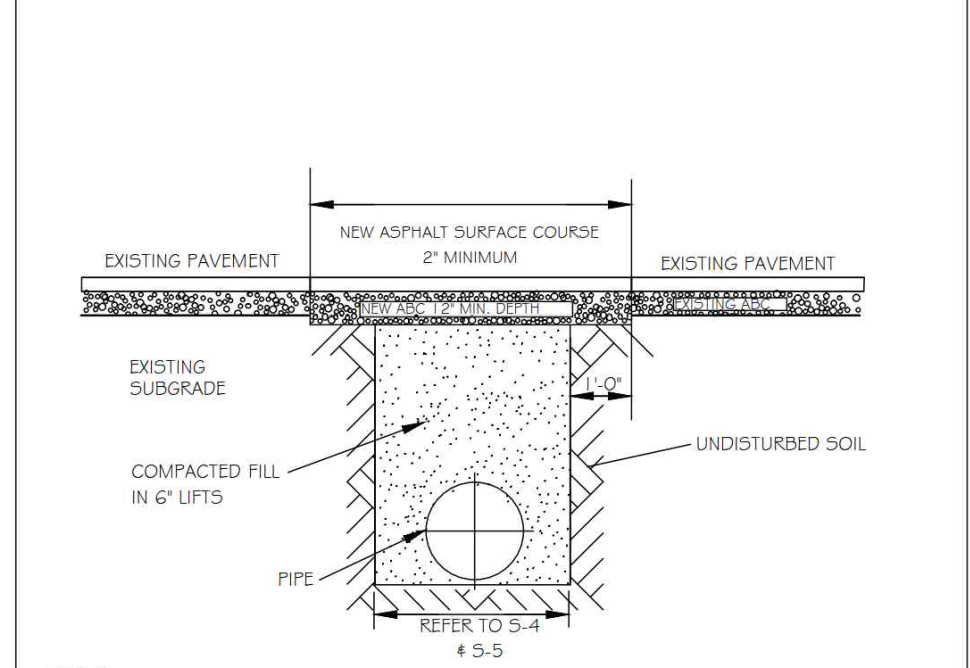 NEW ASPHALT SURFACE COURSE
2" MINIMUM
EXISTING PAVEMENT
EXISTING PAVEMENT
NEW ABC 12" MIN. DEPTH
EXISTING ABC
EXISTING
SUBGRADE
1'-0"
UNDISTURBED SOIL
COMPACTED FILL
IN 6" LIFTS
PIPE
REFER TO S-4
& S-5